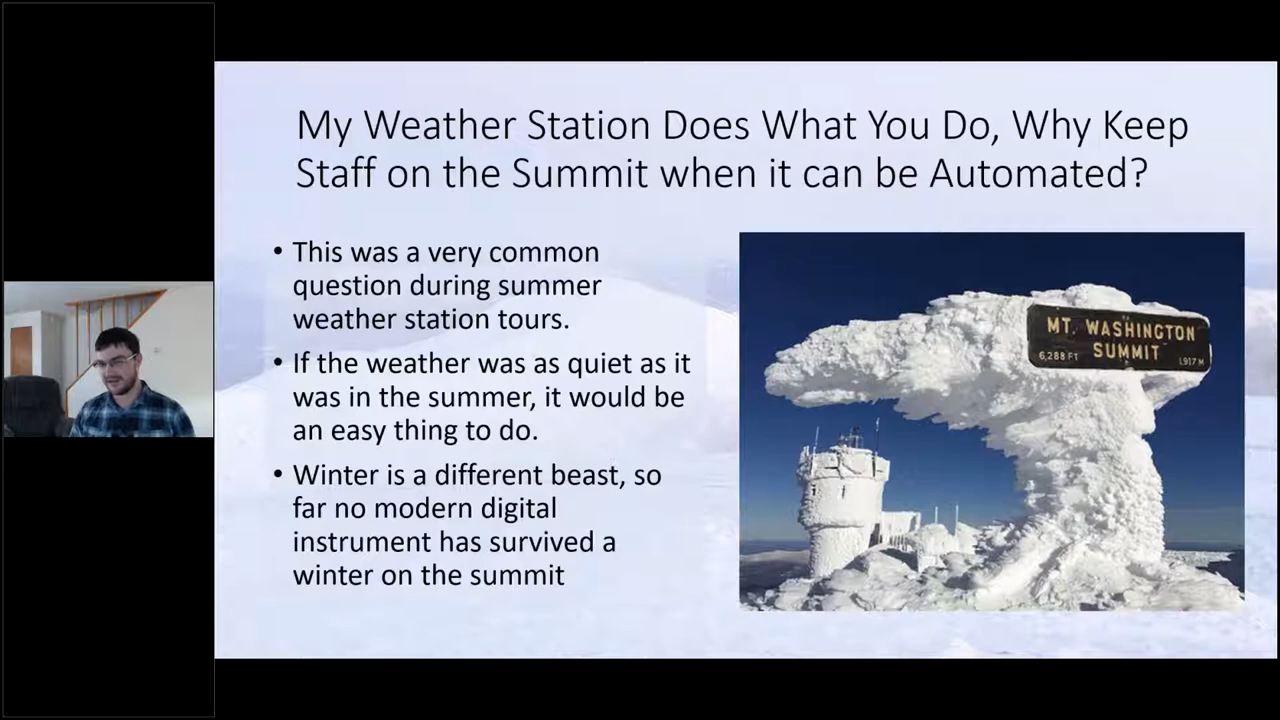 My Weather Station Does What You Do, Why Keep
Staff on the Summit when it can be Automated?
• This was a very common
question during summer
weather station tours.
• If the weather was as quiet as it
was in the summer, it would be
an easy thing to do.
• Winter is a different beast, so
far no modern digital
instrument has survived a
winter on the summit
MT. WASHINGTON
SUMMIT
6,288 FT 1,917 M